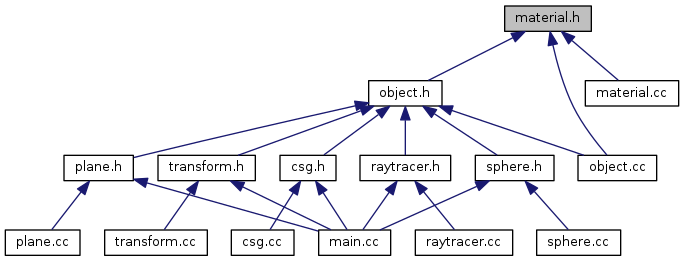 material.h
object.h
material.cc
plane.h
transform.h
csg.h
raytracer.h
sphere.h
object.cc
plane.cc
transform.cc
csg.cc
main.cc
raytracer.cc
sphere.cc